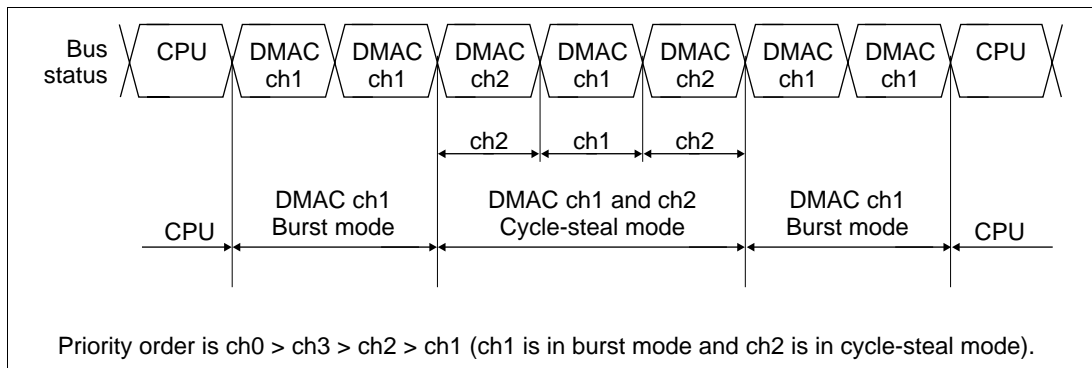 Bus status
CPU
DMAC ch1
DMAC ch1
DMAC ch2
DMAC ch1
DMAC ch2
DMAC ch1
DMAC ch1
CPU
ch2
ch1
ch2
CPU
DMAC ch1 Burst mode
DMAC ch1 and ch2 Cycle-steal mode
DMAC ch1 Burst mode
CPU
Priority order is ch0 > ch3 > ch2 > ch1 (ch1 is in burst mode and ch2 is in cycle-steal mode).